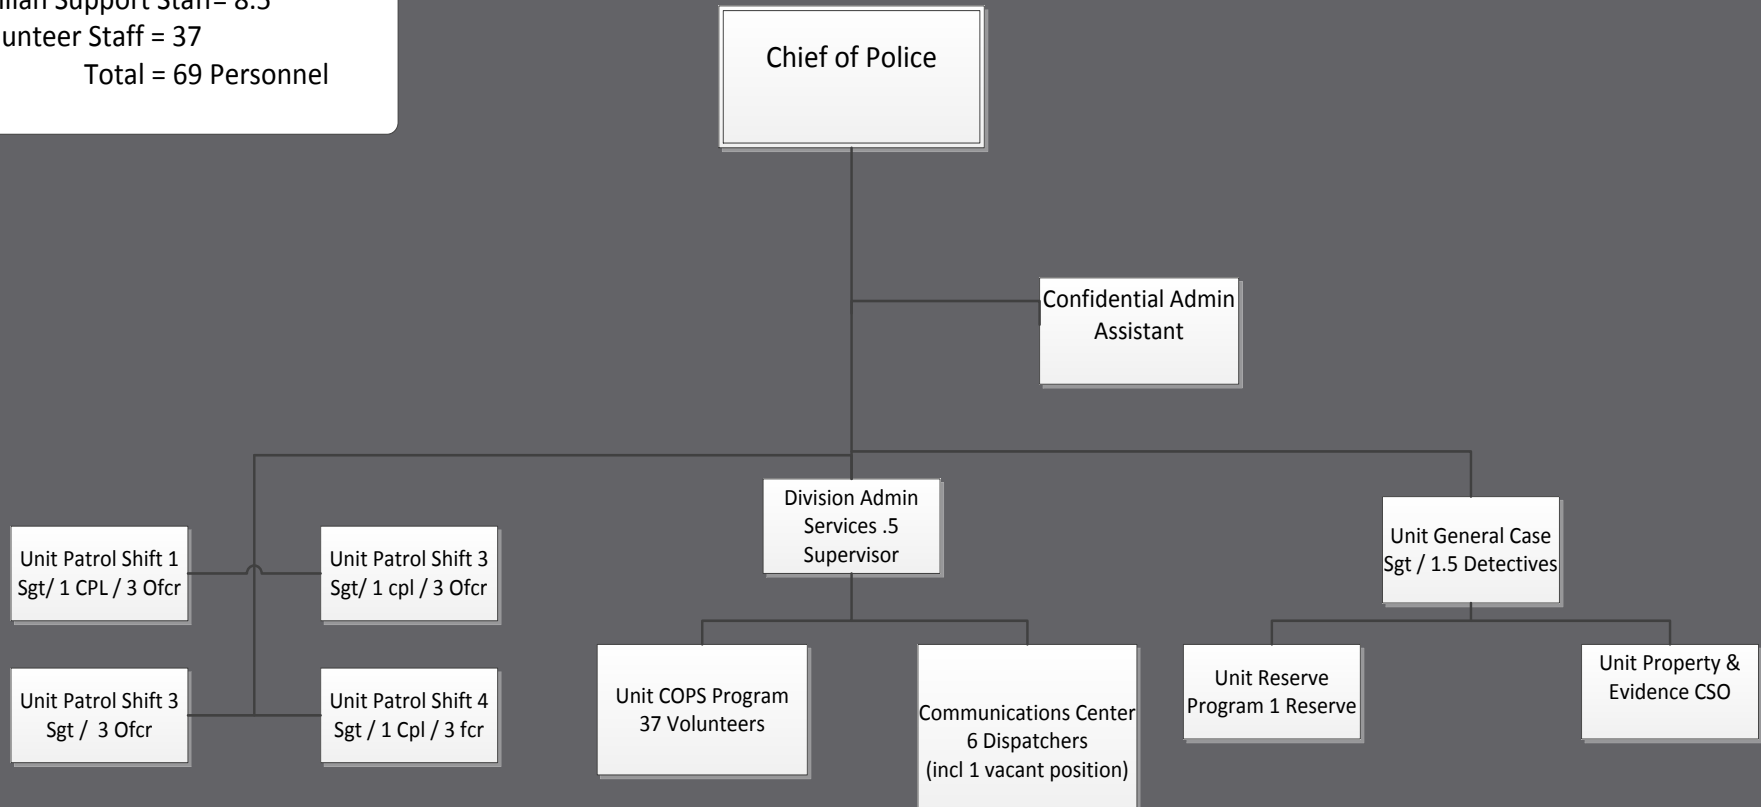 Support Staff= 8.5
Staff = 37
Total = 69 Personnel
Chief of Police
Confidential Admin
Assistant
Division Admin
Services .5
Supervisor
Unit General Case
Sgt / 1.5 Detectives
Unit Patrol Shift 1
Sgt/ 1 CPL / 3 Ofcr
Unit Patrol Shift 3
Sgt/ 1 cpl / 3 Ofcr
Unit Patrol Shift 3
Sgt /  3 Ofcr
Unit Patrol Shift 4
Sgt / 1 Cpl / 3 fcr
Unit COPS Program
37 Volunteers
Communications Center
6 Dispatchers
(incl 1 vacant position)
Unit Reserve
Program 1 Reserve
Unit Property &
Evidence CSO